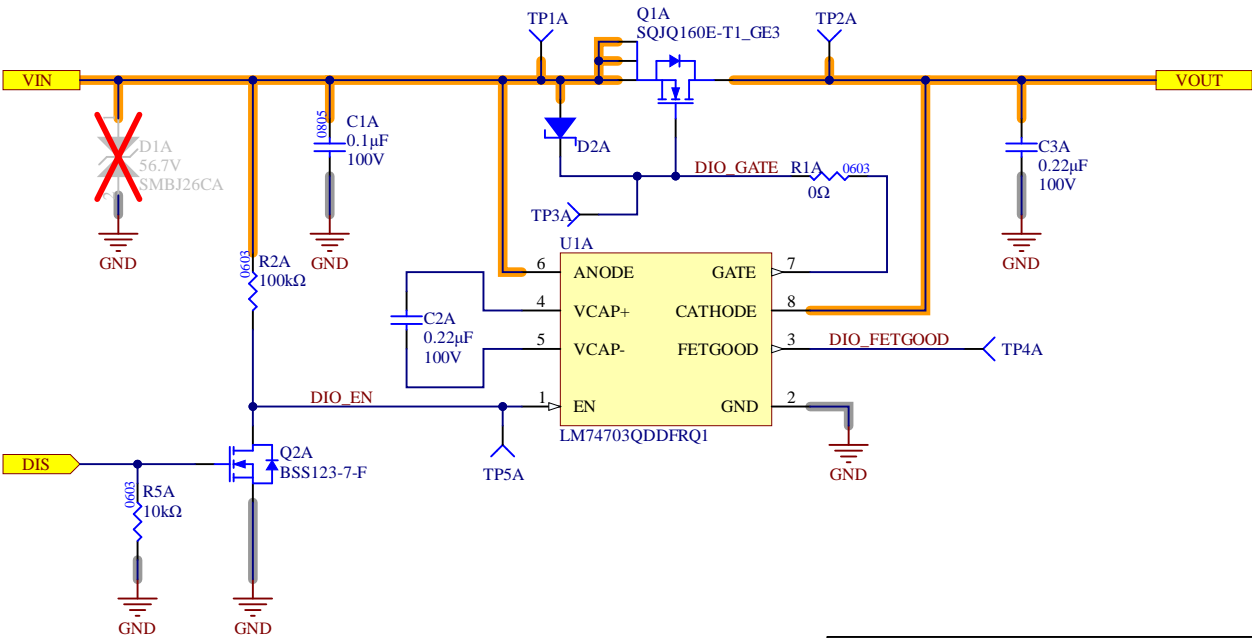 TP1A
Q1A
SQJQ160E-T1_GE3
TP2A
VIN
VOUT
D1A
56.7V
SMBJ26CA
2
0805
C1A
0.1µF
100V
D2A
DIO_GATE
R1A
0603
0Ω
C3A
0.22µF
100V
TP3A
GND
GND
GND
U1A
0603
R2A
100kΩ
6
ANODE
GATE
7
4
VCAP+
CATHODE
8
C2A
0.22µF
100V
5
VCAP-
FETGOOD
3
DIO_FETGOOD
TP4A
DIO_EN
1
EN
GND
2
LM74703QDDFRQ1
GND
TP5A
DIS
Q2A
BSS123-7-F
0603
R5A
10kΩ
GND
GND